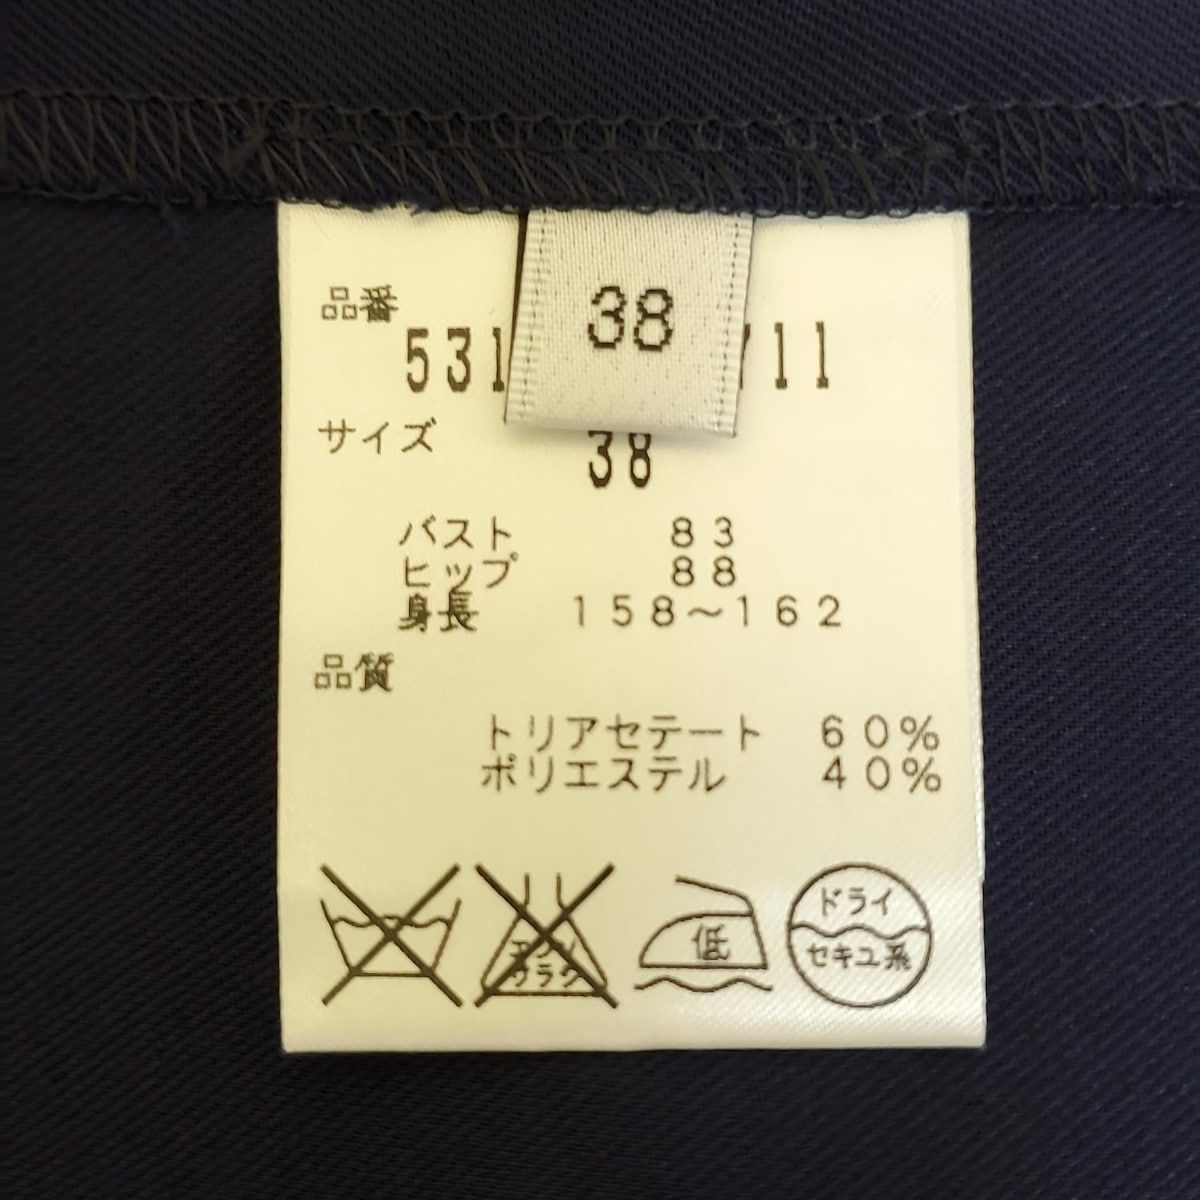 品番
38
531 11
サイズ
38
バスト 83
ヒップ 88
身長 158～162
品質
トリアセテート 60%
ポリエステル 40%
低
ドライ
セキユ系